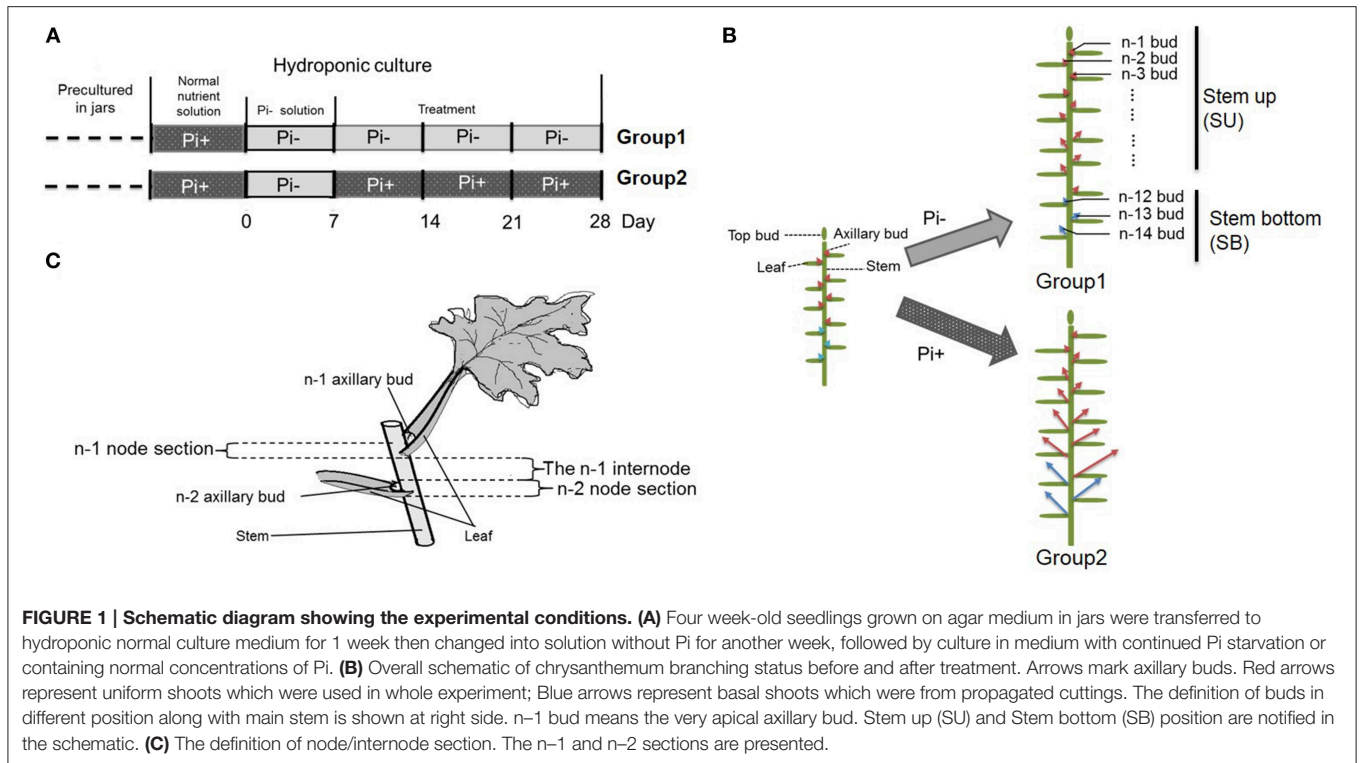 A
Hydroponic culture
Precultured
in jars
Normal
nutrient
solution
Pi- solution
Treatment
Pi+
Pi-
Pi-
Pi-
Pi-
Group1
Pi+
Pi-
Pi+
Pi+
Pi+
Group2
0
7
14
21
28
Day
B
n-1 bud
n-2 bud
n-3 bud
Stem up
(SU)
n-12 bud
n-13 bud
n-14 bud
Stem bottom
(SB)
Group1
Top bud
Axillary bud
Leaf
Stem
Pi-
Pi+
Group2
C
n-1 axillary bud
n-1 node section
The n-1 internode
n-2 axillary bud
n-2 node section
Stem
Leaf
FIGURE 1 | Schematic diagram showing the experimental conditions. (A) Four week-old seedlings grown on agar medium in jars were transferred to
hydroponic normal culture medium for 1 week then changed into solution without Pi for another week, followed by culture in medium with continued Pi starvation or
containing normal concentrations of Pi. (B) Overall schematic of chrysanthemum branching status before and after treatment. Arrows mark axillary buds. Red arrows
represent uniform shoots which were used in whole experiment; Blue arrows represent basal shoots which were from propagated cuttings. The definition of buds in
different position along with main stem is shown at right side. n–1 bud means the very apical axillary bud. Stem up (SU) and Stem bottom (SB) position are notified in
the schematic. (C) The definition of node/internode section. The n–1 and n–2 sections are presented.